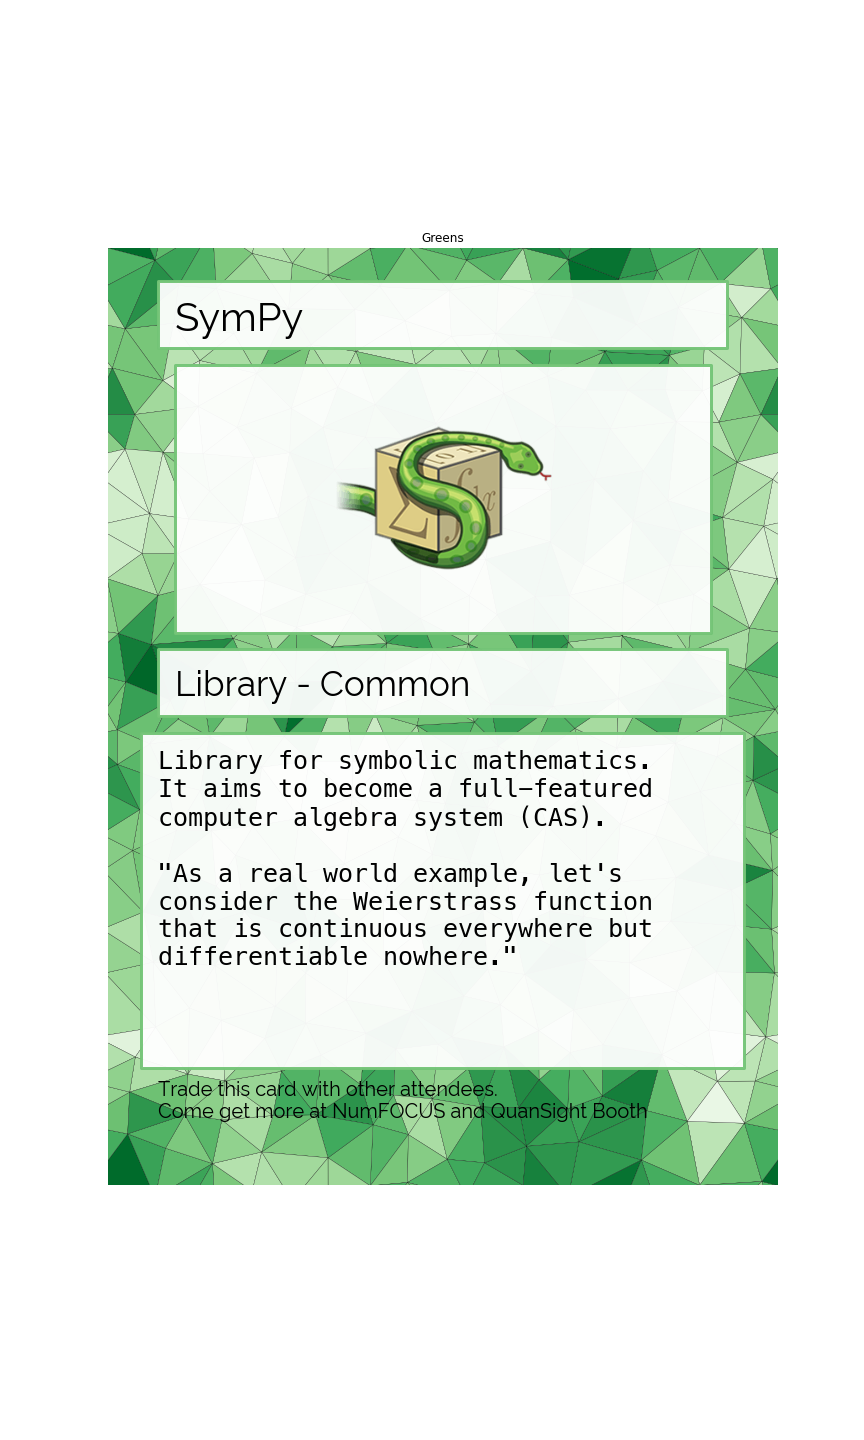 Greens
SymPy
Library - Common
Library for symbolic mathematics.
It aims to become a full-featured
computer algebra system (CAS).
"As a real world example, let's
consider the Weierstrass function
that is continuous everywhere but
differentiable nowhere."
Trade this card with other attendees.
Come get more at NumFOCUS and QuanSight Booth